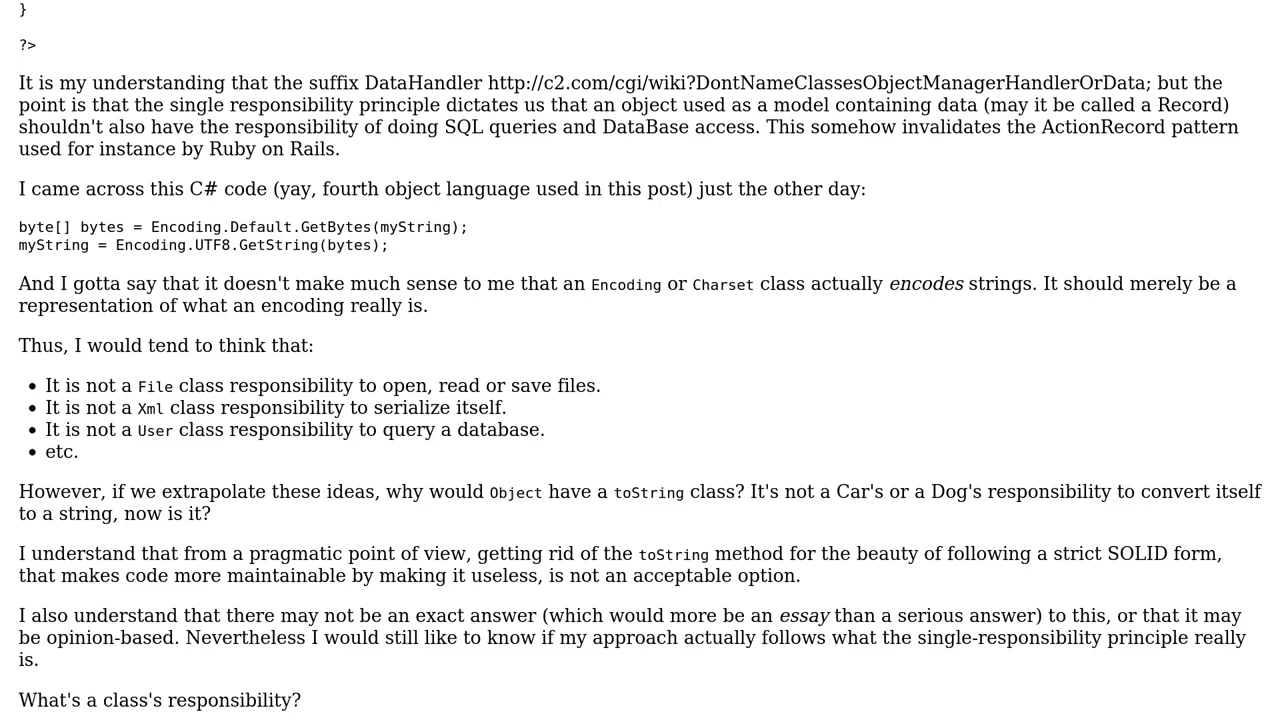 }
?>
It is my understanding that the suffix DataHandler http://c2.com/cgi/wiki?DontNameClassesObjectManagerHandlerOrData; but the
point is that the single responsibility principle dictates us that an object used as a model containing data (may it be called a Record)
shouldn't also have the responsibility of doing SQL queries and DataBase access. This somehow invalidates the ActionRecord pattern
used for instance by Ruby on Rails.
I came across this C# code (yay, fourth object language used in this post) just the other day:
byte[] bytes = Encoding.Default.GetBytes(myString);
myString = Encoding.UTF8.GetString(bytes);
And I gotta say that it doesn't make much sense to me that an Encoding or Charset class actually encodes strings. It should merely be a
representation of what an encoding really is.
Thus, I would tend to think that:
• It is not a File class responsibility to open, read or save files.
• It is not a Xml class responsibility to serialize itself.
• It is not a User class responsibility to query a database.
• etc.
However, if we extrapolate these ideas, why would Object have a toString class? It's not a Car's or a Dog's responsibility to convert itself
to a string, now is it?
I understand that from a pragmatic point of view, getting rid of the toString method for the beauty of following a strict SOLID form,
that makes code more maintainable by making it useless, is not an acceptable option.
I also understand that there may not be an exact answer (which would more be an essay than a serious answer) to this, or that it may
be opinion-based. Nevertheless I would still like to know if my approach actually follows what the single-responsibility principle really
is.
What's a class's responsibility?